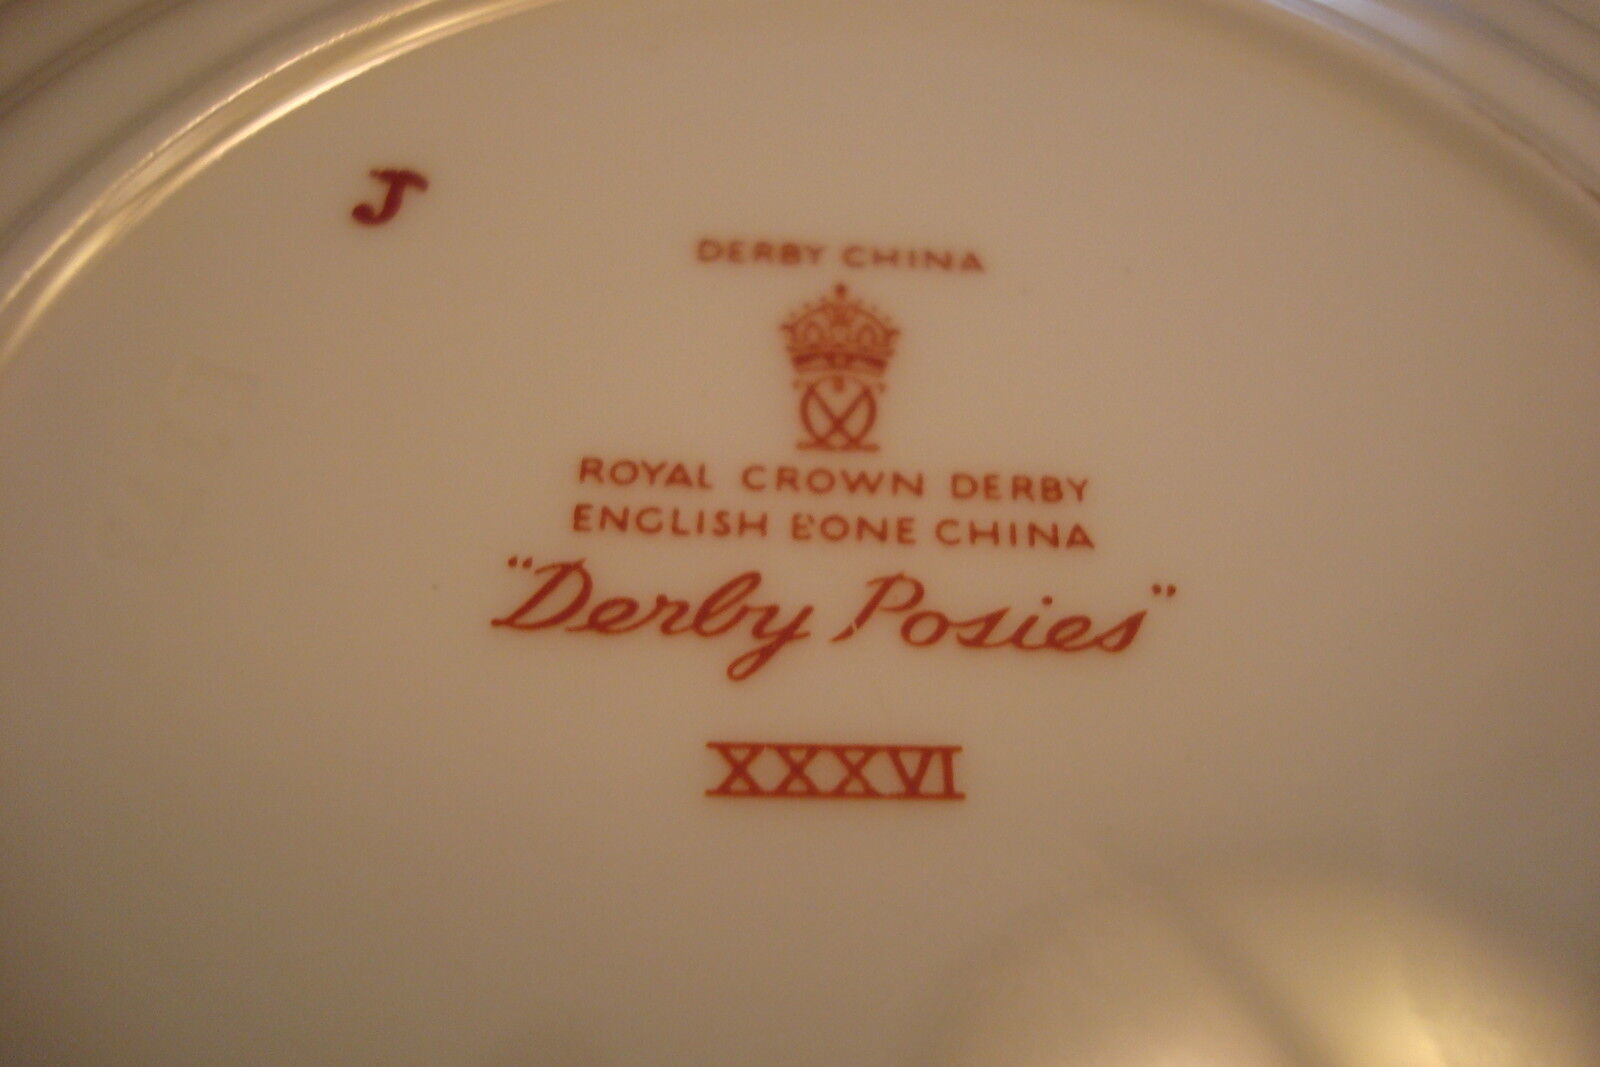 J
DERBY CHINA
ROYAL CROWN DERBY
ENGLISH BONE CHINA
"Derby Posies"
XXXVI